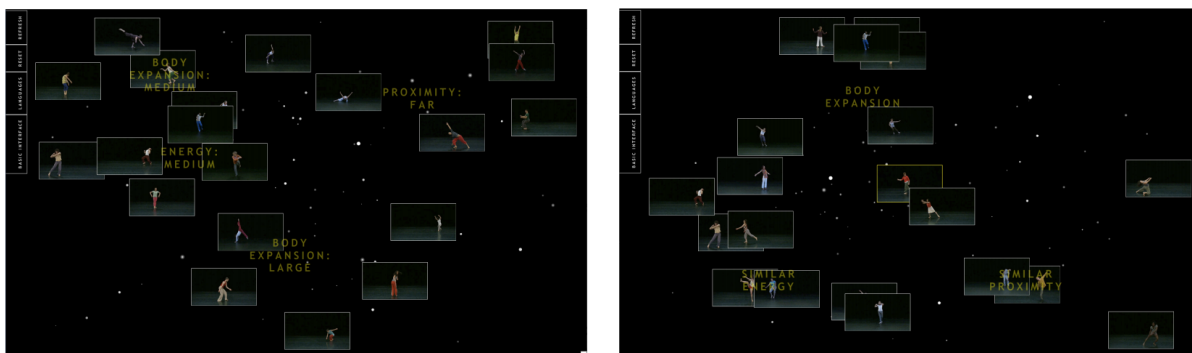 REFRESH
RESET
LANGUAGES
BASIC INTERFACE
BODY
EXPANSION:
MEDIUM
PROXIMITY:
FAR
ENERGY:
MEDIUM
BODY
EXPANSION:
LARGE
REFRESH
RESET
LANGUAGES
BASIC INTERFACE
BODY
EXPANSION
SIMILAR
ENERGY
SIMILAR
PROXIMITY